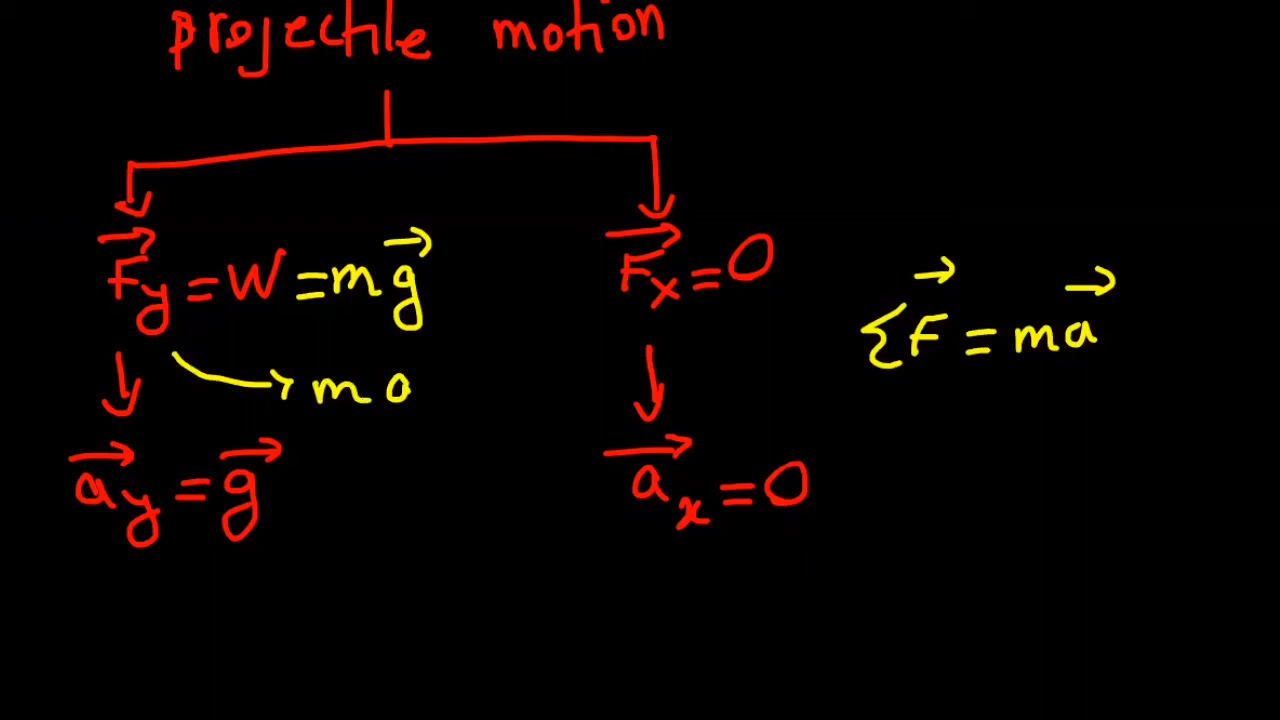 projectile motion
F⃗y = W = mg⃗
F⃗x = 0
ΣF⃗ = ma⃗
ma
a⃗y = g⃗
a⃗x = 0